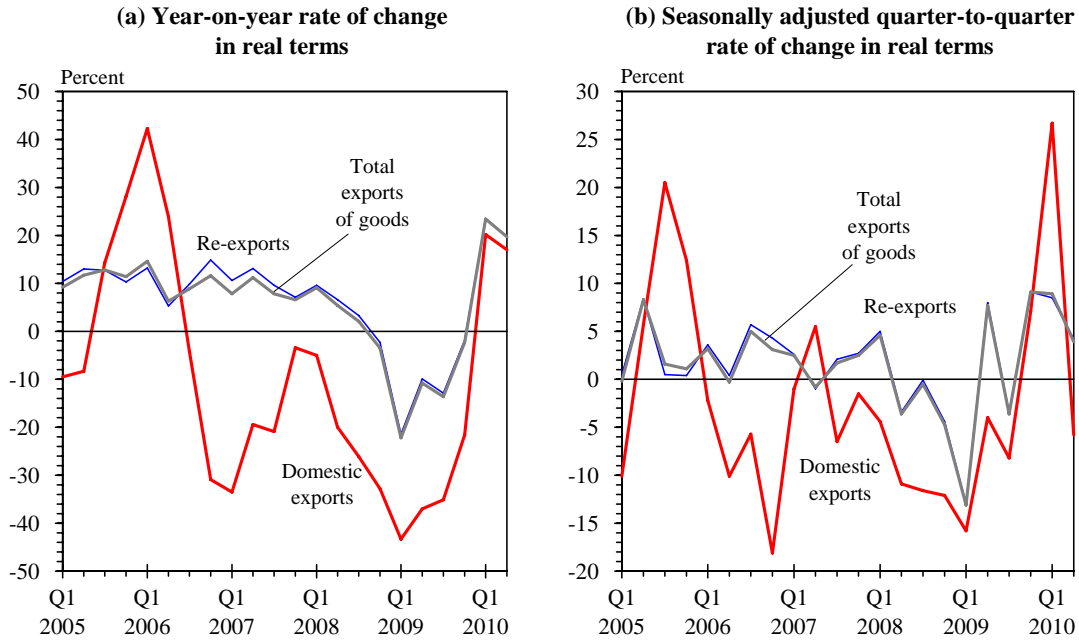 (a) Year-on-year rate of change
in real terms
Percent
50
40
30
20
10
0
-10
-20
-30
-40
-50
Total
exports
of goods
Re-exports
Domestic
exports
Q1 Q1 Q1 Q1 Q1 Q1
2005 2006 2007 2008 2009 2010
(b) Seasonally adjusted quarter-to-quarter
rate of change in real terms
Percent
30
25
20
15
10
5
0
-5
-10
-15
-20
Total
exports
of goods
Re-exports
Domestic
exports
Q1 Q1 Q1 Q1 Q1 Q1
2005 2006 2007 2008 2009 2010